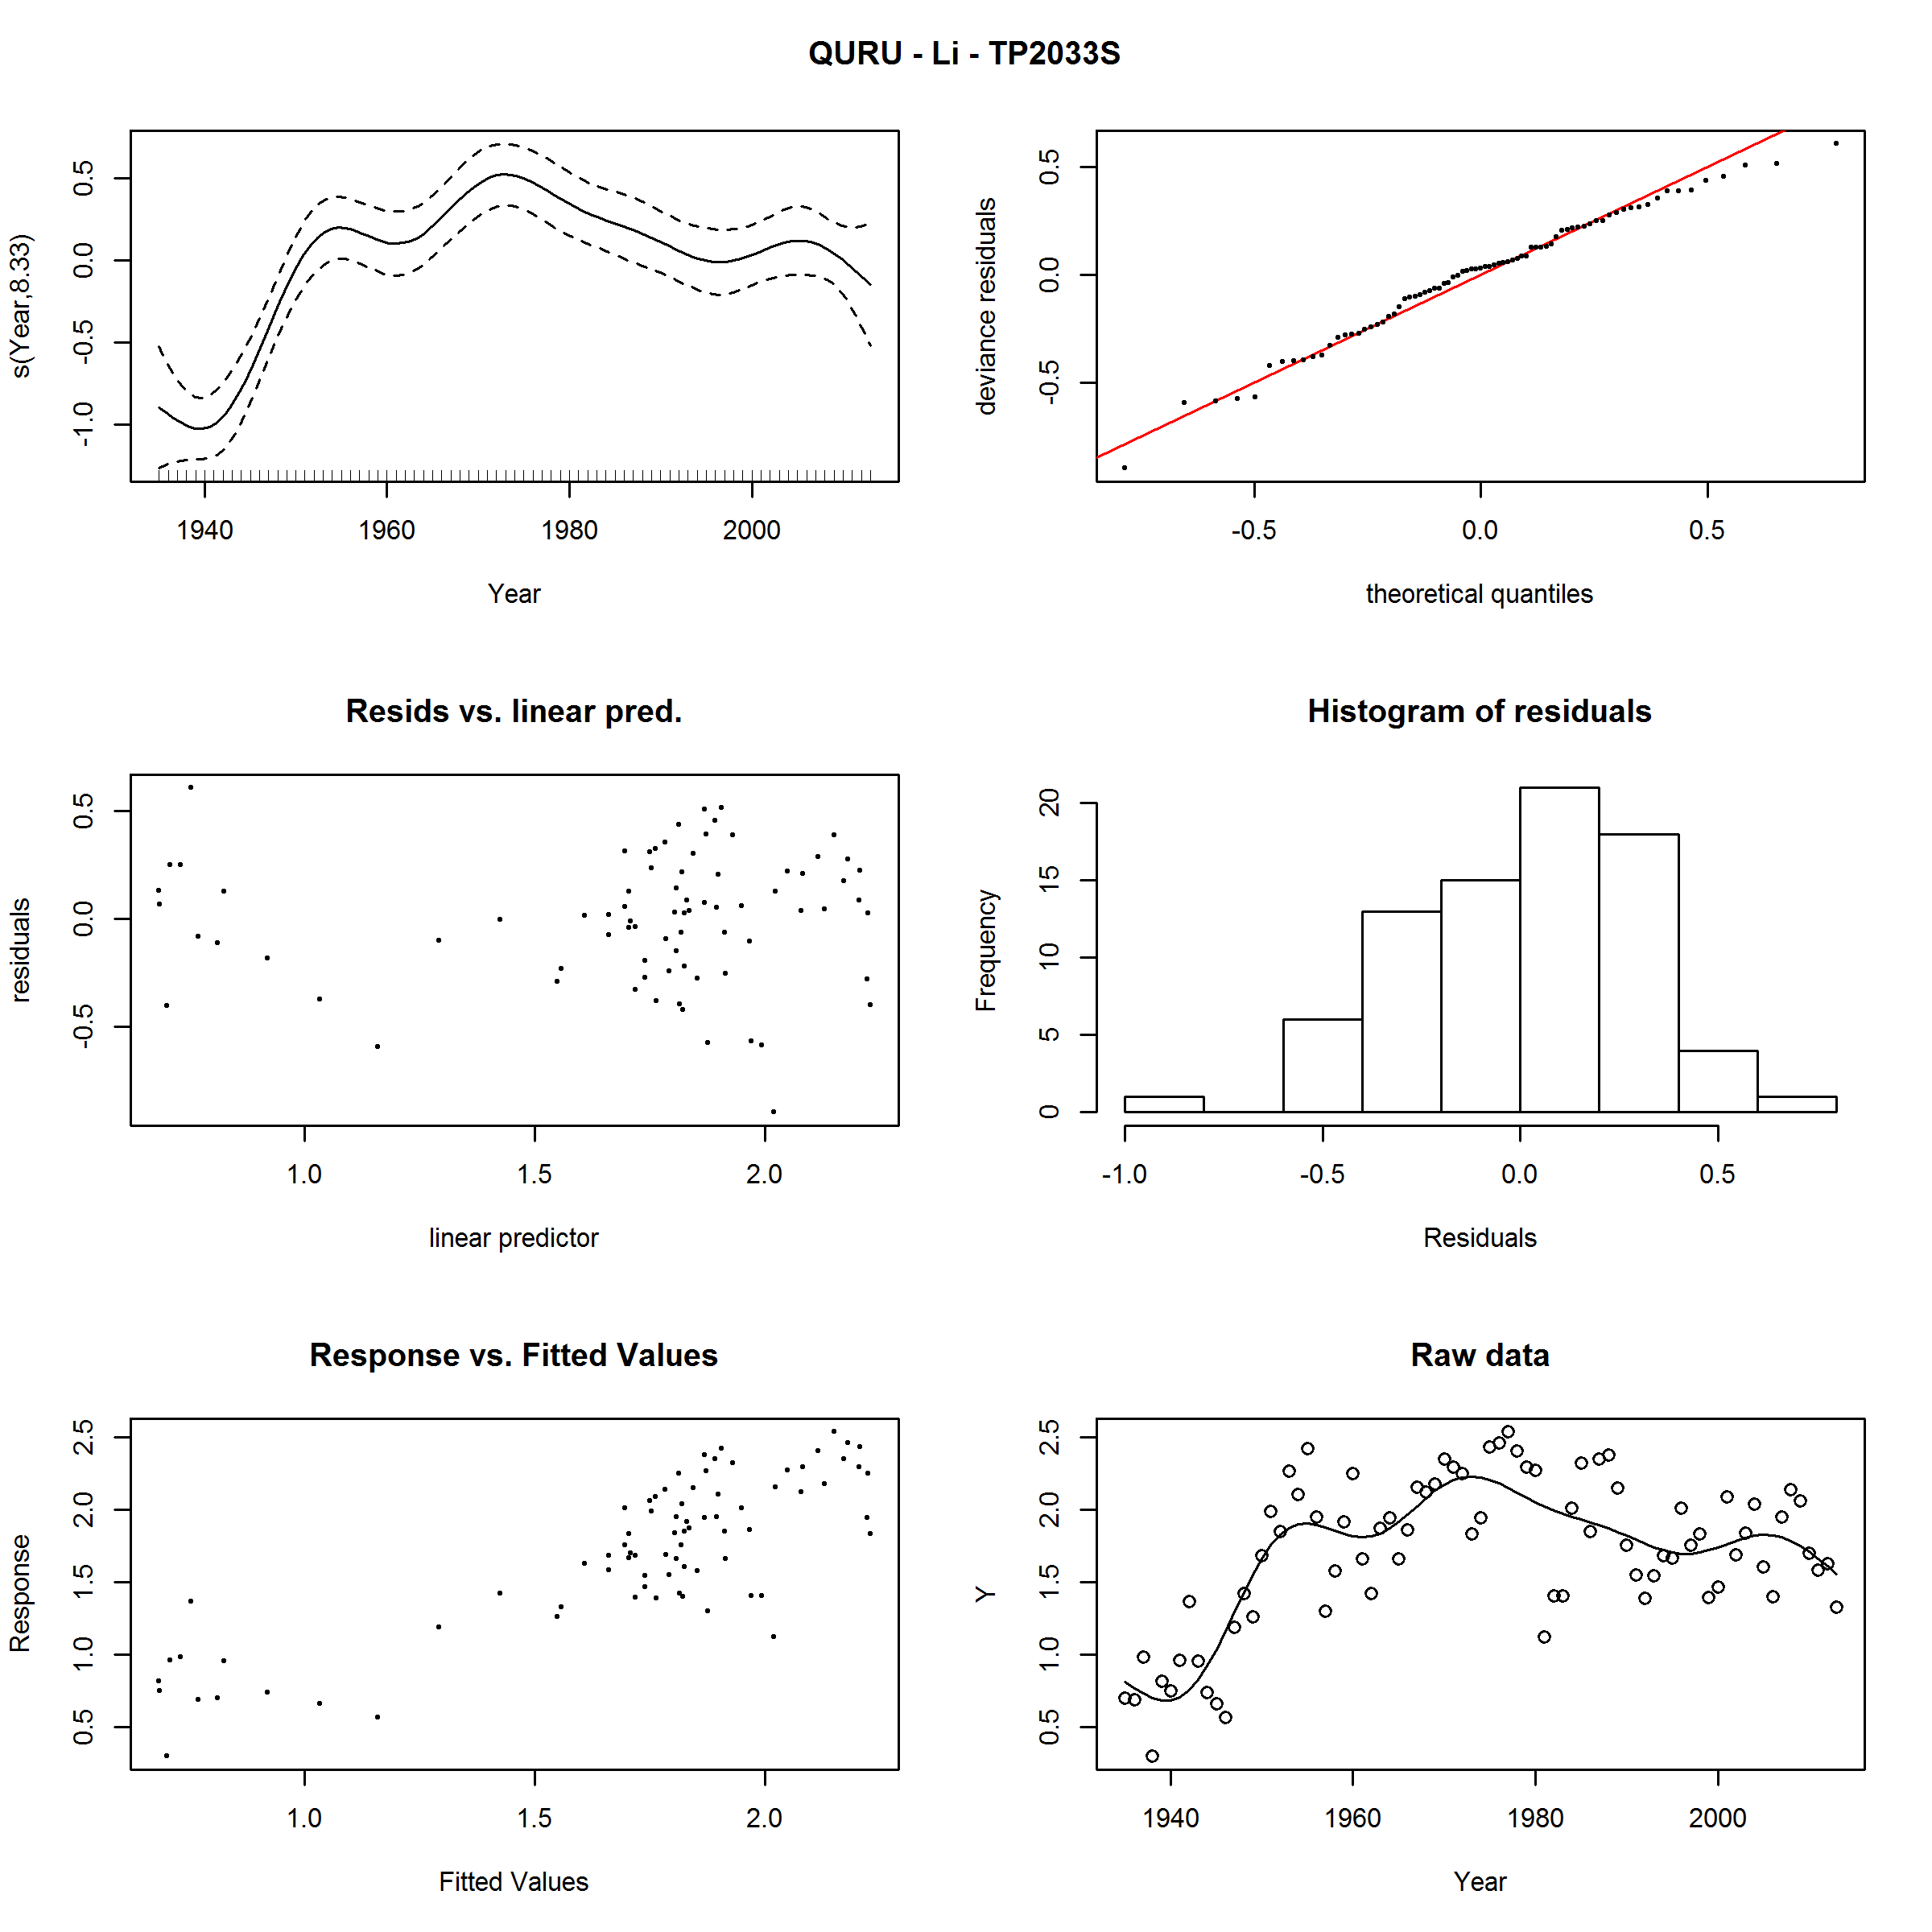 QURU - Li - TP2033S
s(Year,8.33)
0.5
0.0
-0.5
-1.0
1940 1960 1980 2000
Year
deviance residuals
0.5
0.0
-0.5
-0.5 0.0 0.5
theoretical quantiles
Resids vs. linear pred.
residuals
0.5
0.0
-0.5
1.0 1.5 2.0
linear predictor
Histogram of residuals
Frequency
20
15
10
5
0
-1.0 -0.5 0.0 0.5
Residuals
Response vs. Fitted Values
Response
2.5
2.0
1.5
1.0
0.5
1.0 1.5 2.0
Fitted Values
Raw data
Y
2.5
2.0
1.5
1.0
0.5
1940 1960 1980 2000
Year